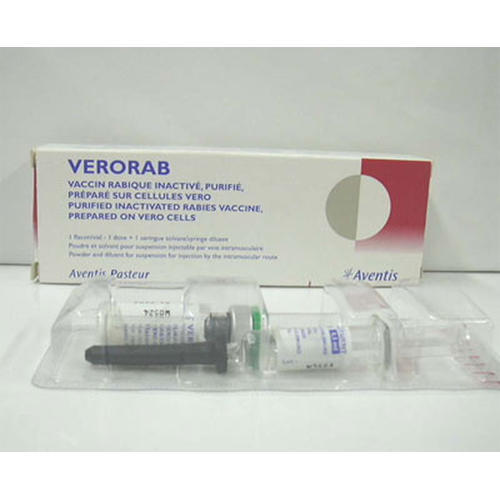 VERORAB
VACCIN RABIQUE INACTIVÉ, PURIFIÉ,
PRÉPARÉ SUR CELLULES VERO
PURIFIED INACTIVATED RABIES VACCINE,
PREPARED ON VERO CELLS
1 flacon/vial - 1 dose + 1 seringue solvant/syringe diluent
Poudre et solvant pour suspension injectable par voie intramusculaire
Powder and diluent for suspension for injection by the intramuscular route
Aventis Pasteur
Aventis
W0524
VERO